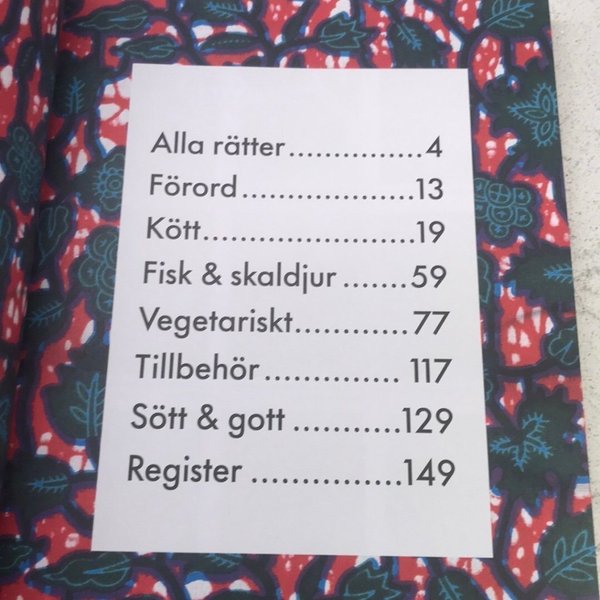 Alla rätter...............4
Förord...................13
Kött.......................19
Fisk & skaldjur .......59
Vegetariskt............77
Tillbehör............... 117
Sött & gott ............129
Register ................149